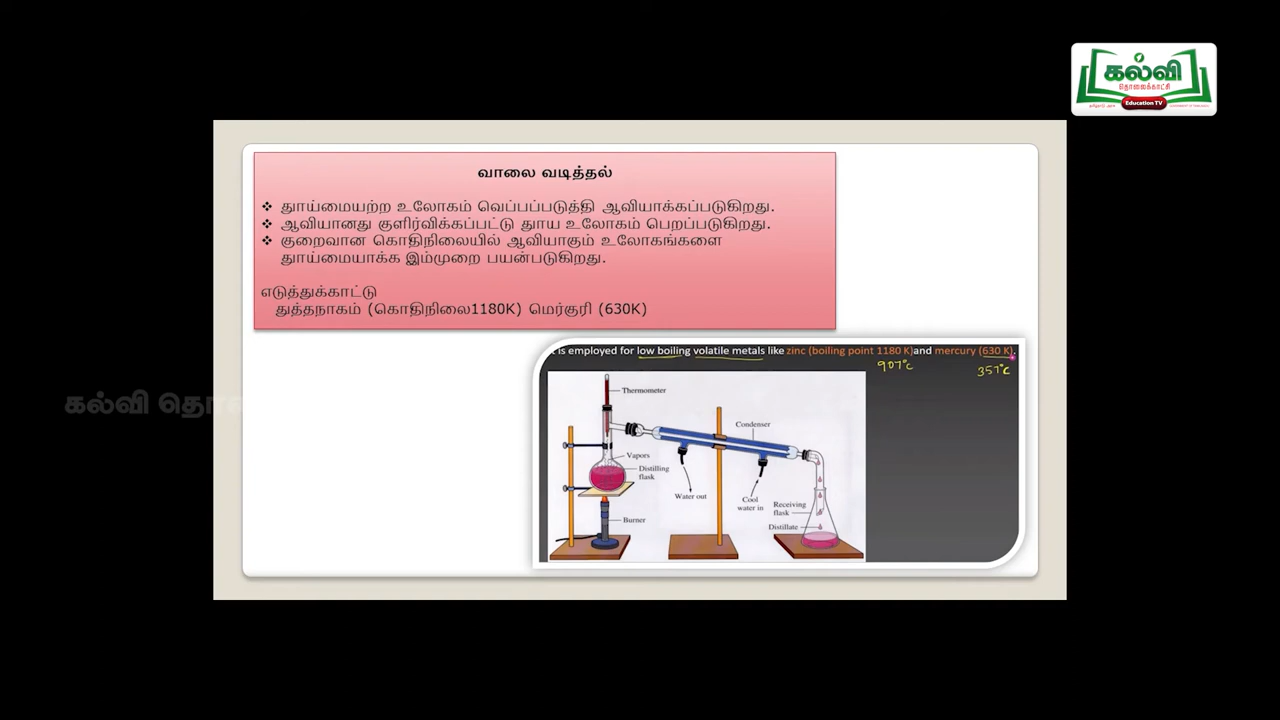 கல்வி
தொலைக்காட்சி
Education TV
வாலை வடித்தல்
❖ தூய்மையற்ற உலோகம் வெப்பப்படுத்தி ஆவியாக்கப்படுகிறது.
❖ ஆவியானது குளிர்விக்கப்பட்டு தூய உலோகம் பெறப்படுகிறது.
❖ குறைவான கொதிநிலையில் ஆவியாகும் உலோகங்களை
தூய்மையாக்க இம்முறை பயன்படுகிறது.
எடுத்துக்காட்டு
துத்தநாகம் (கொதிநிலை1180K) மெர்குரி (630K)
is employed for low boiling volatile metals like zinc (boiling point 1180 K)and mercury (630 K).
907°C
357°C
Thermometer
Condenser
Vapors
Distilling
flask
Water out
Cool
water in
Receiving
flask
Burner
Distillate
கல்வி